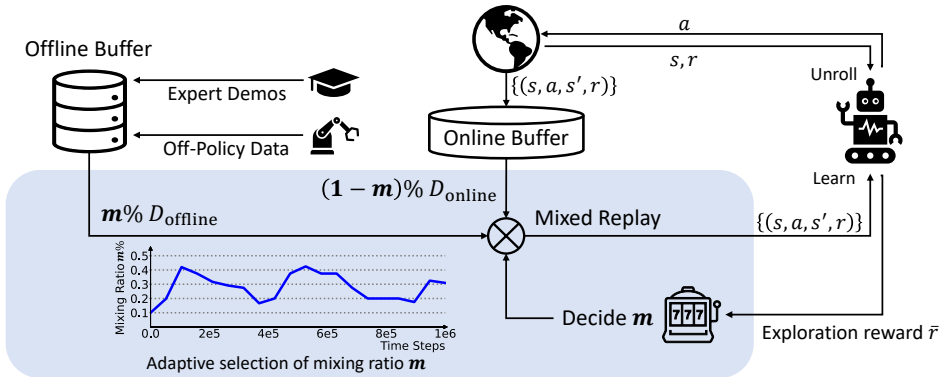 Offline Buffer
Expert Demos
Off-Policy Data
a
s, r
{(s, a, s′, r)}
Online Buffer
Unroll
Learn
m% D_offline
(1 − m)% D_online
Mixed Replay
{(s, a, s′, r)}
Mixing Ratio m%
0.5
0.4
0.3
0.2
0.1
0.0 2e5 4e5 6e5 8e5 1e6
Time Steps
Adaptive selection of mixing ratio m
Decide m
777
Exploration reward r̄